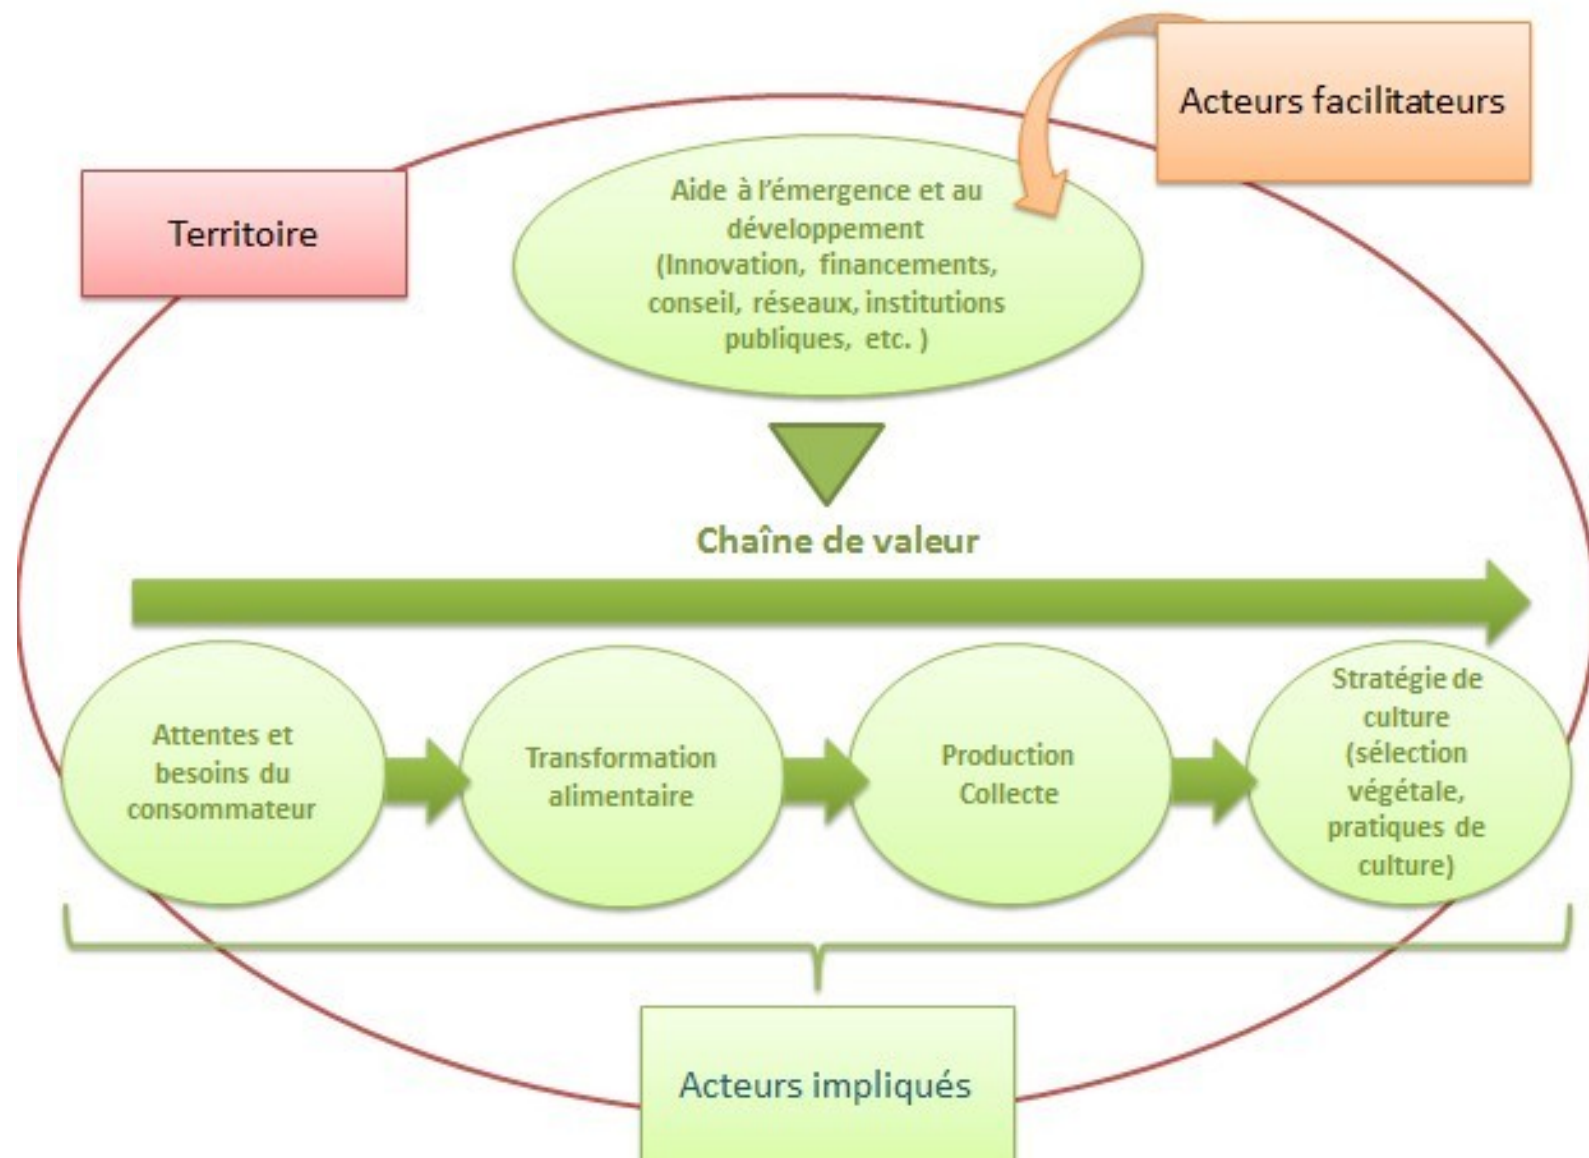 Acteurs facilitateurs
Territoire
Aide à l'émergence et au
développement
(Innovation, financements,
conseil, réseaux, institutions
publiques, etc. )
Chaîne de valeur
Attentes et
besoins du
consommateur
Transformation
alimentaire
Production
Collecte
Stratégie de
culture
(sélection
végétale,
pratiques de
culture)
Acteurs impliqués